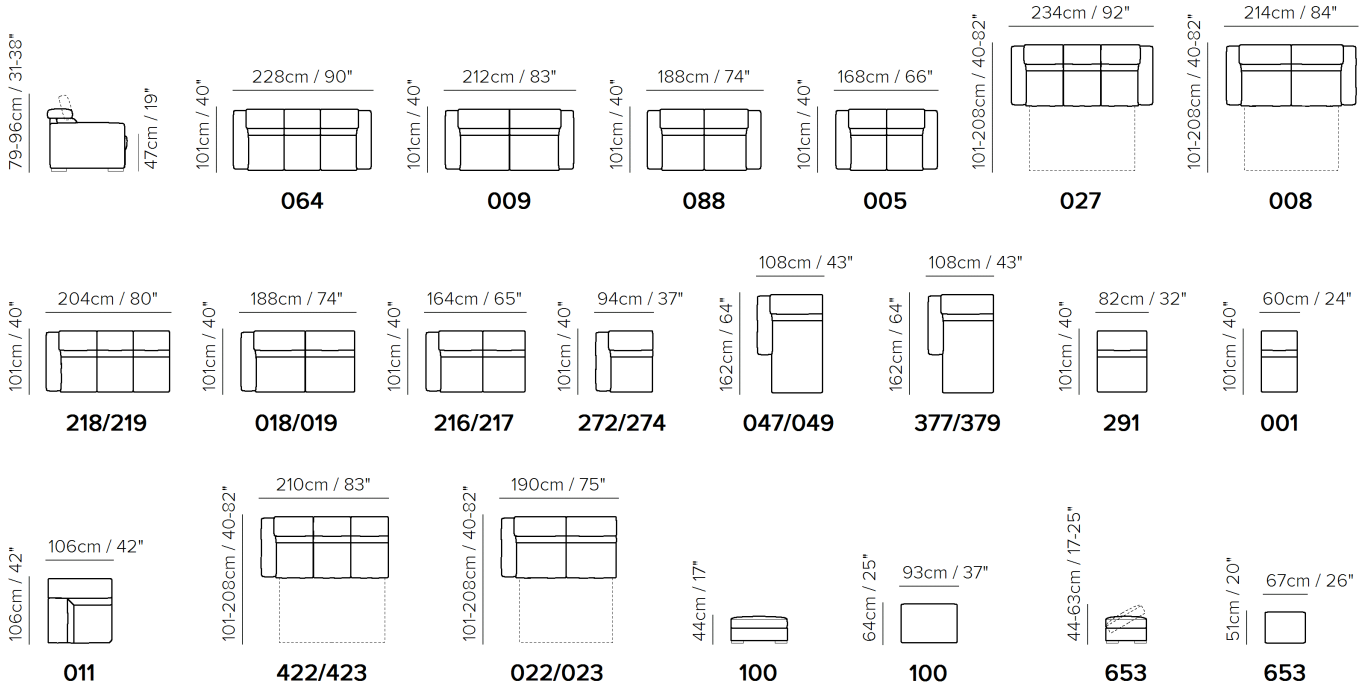 79-96cm / 31-38"
47cm / 19"
228cm / 90"
101cm / 40"
064
212cm / 83"
101cm / 40"
009
188cm / 74"
101cm / 40"
088
168cm / 66"
101cm / 40"
005
234cm / 92"
101-208cm / 40-82"
027
214cm / 84"
101-208cm / 40-82"
008
204cm / 80"
101cm / 40"
218/219
188cm / 74"
101cm / 40"
018/019
164cm / 65"
101cm / 40"
216/217
94cm / 37"
101cm / 40"
272/274
108cm / 43"
162cm / 64"
047/049
108cm / 43"
162cm / 64"
377/379
82cm / 32"
101cm / 40"
291
60cm / 24"
101cm / 40"
001
106cm / 42"
106cm / 42"
011
210cm / 83"
101-208cm / 40-82"
422/423
190cm / 75"
101-208cm / 40-82"
022/023
44cm / 17"
100
93cm / 37"
64cm / 25"
100
44-63cm / 17-25"
653
67cm / 26"
51cm / 20"
653